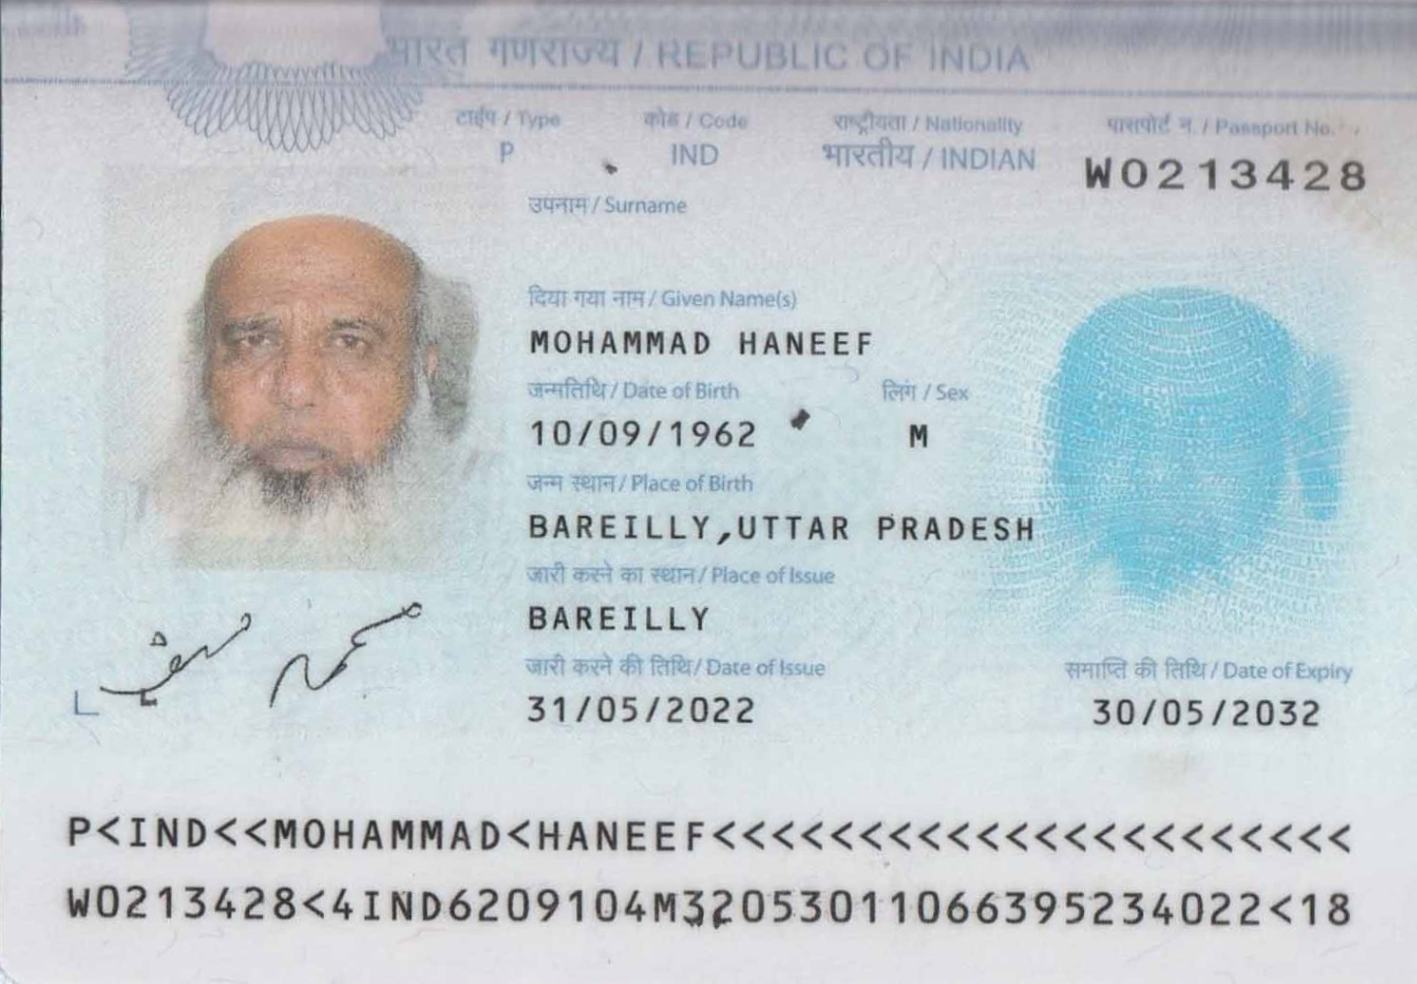 भारत गणराज्य / REPUBLIC OF INDIA
टाईप / Type कोड / Code राष्ट्रीयता / Nationality पासपोर्ट न. / Passport No.
P IND भारतीय / INDIAN W0213428
उपनाम / Surname
दिया गया नाम / Given Name(s)
MOHAMMAD HANEEF
जन्मतिथि / Date of Birth लिंग / Sex
10/09/1962 M
जन्म स्थान / Place of Birth
BAREILLY,UTTAR PRADESH
जारी करने का स्थान / Place of Issue
BAREILLY
जारी करने की तिथि / Date of Issue समाप्ति की तिथि / Date of Expiry
31/05/2022 30/05/2032
محمد حنیف
P<IND<<MOHAMMAD<HANEEF<<<<<<<<<<<<<<<<<<<<<<
W0213428<4IND6209104M32053011066395234022<18